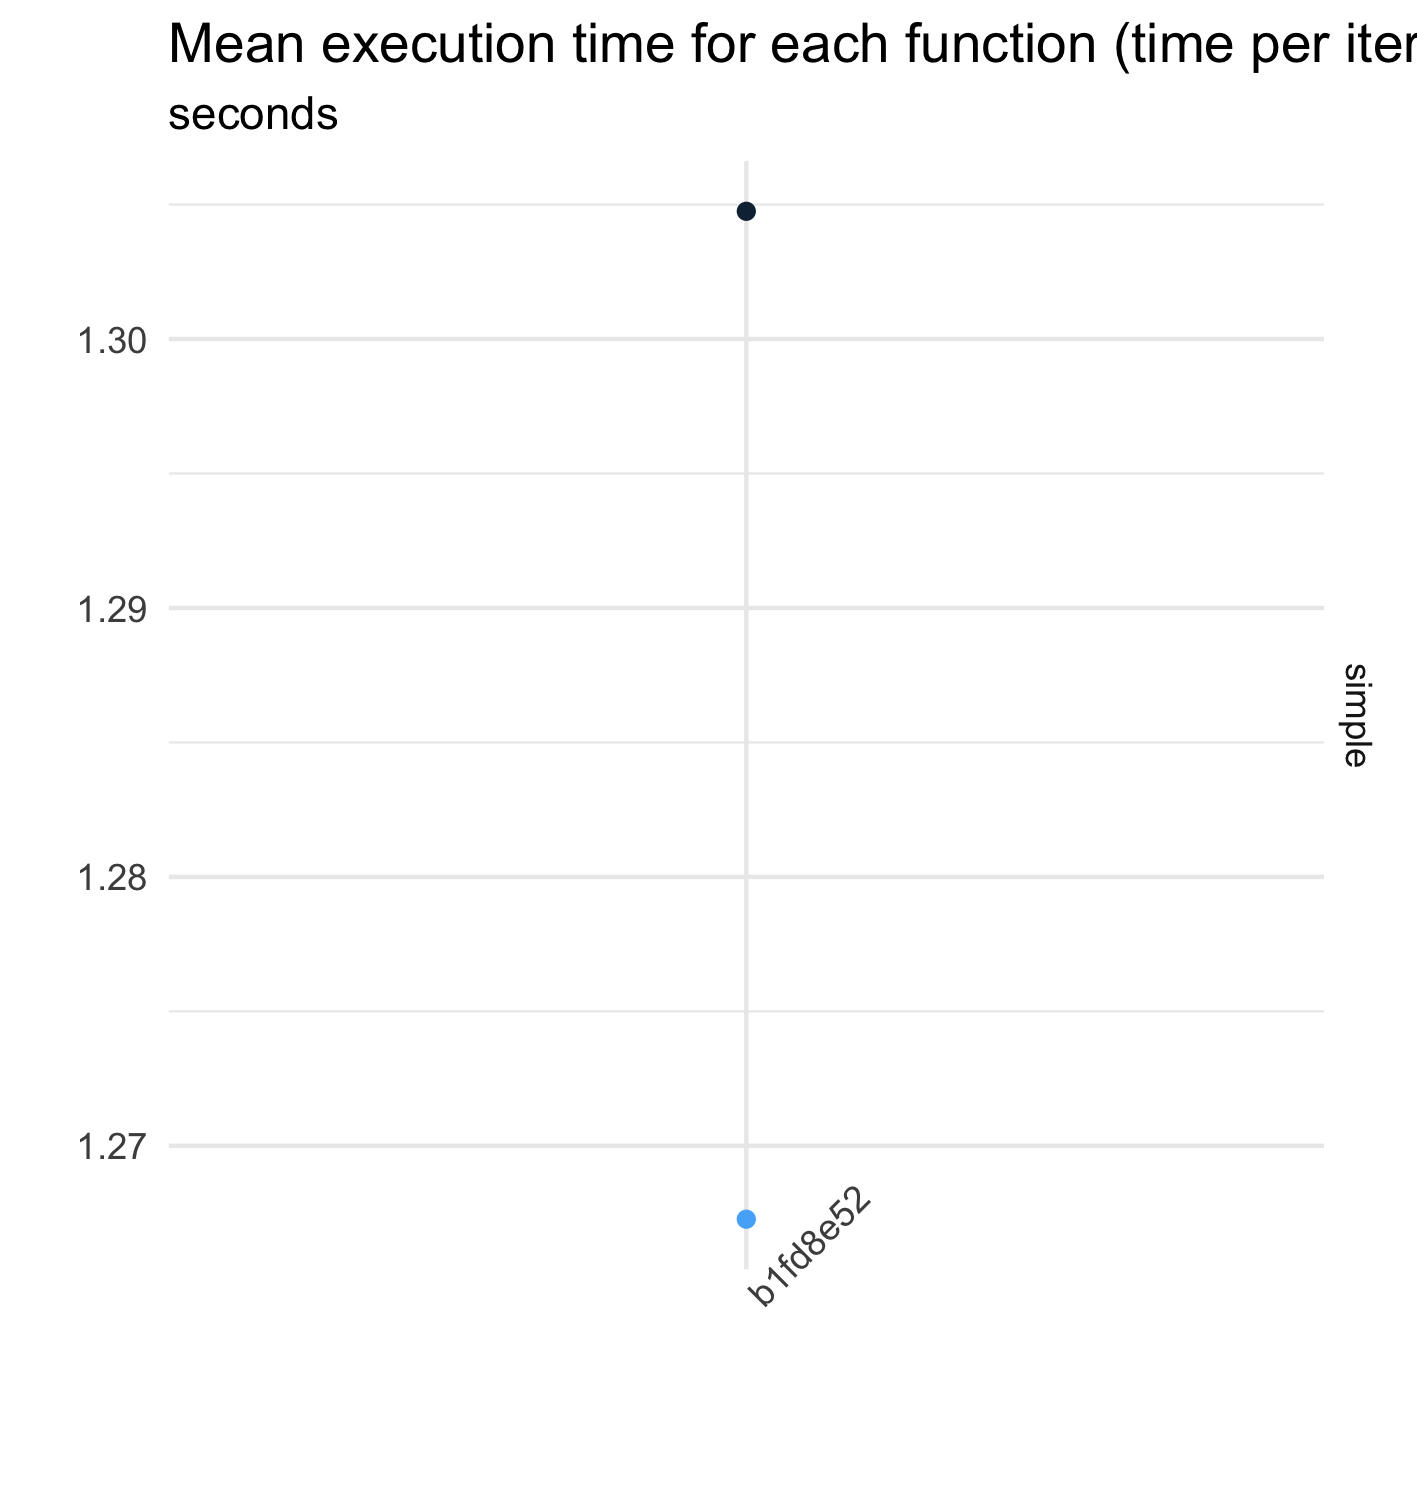 Mean execution time for each function (time per iter
seconds
1.30
1.29
1.28
1.27
simple
b1fd8e52